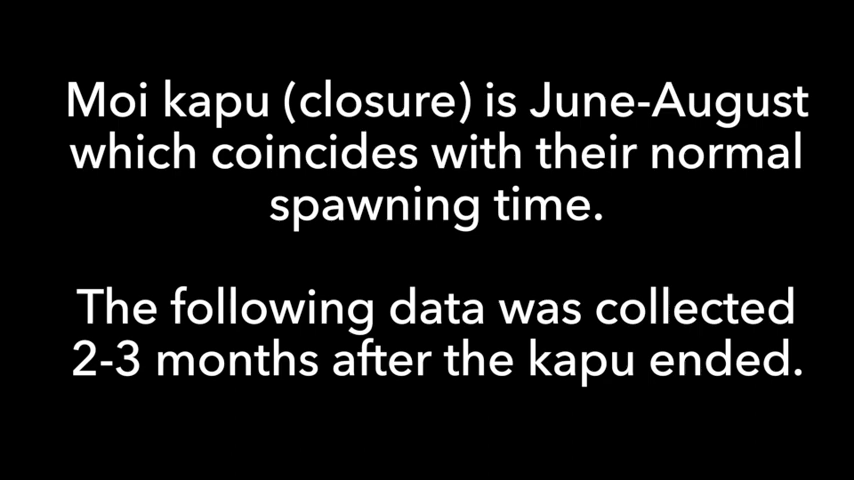 Moi kapu (closure) is June-August
which coincides with their normal
spawning time.
The following data was collected
2-3 months after the kapu ended.